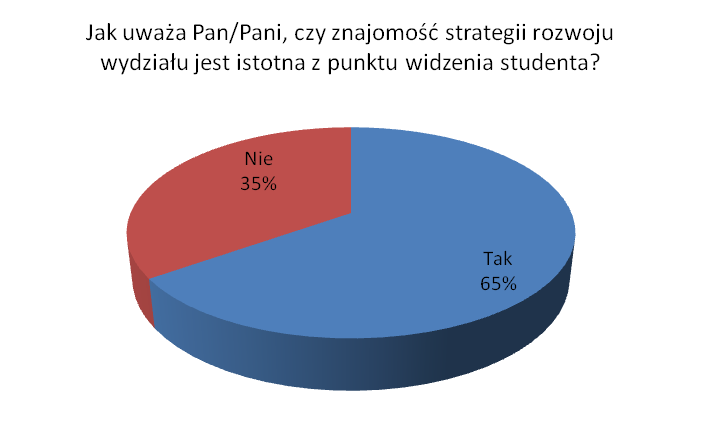 Jak uważa Pan/Pani, czy znajomość strategii rozwoju
wydziału jest istotna z punktu widzenia studenta?
Nie
35%
Tak
65%